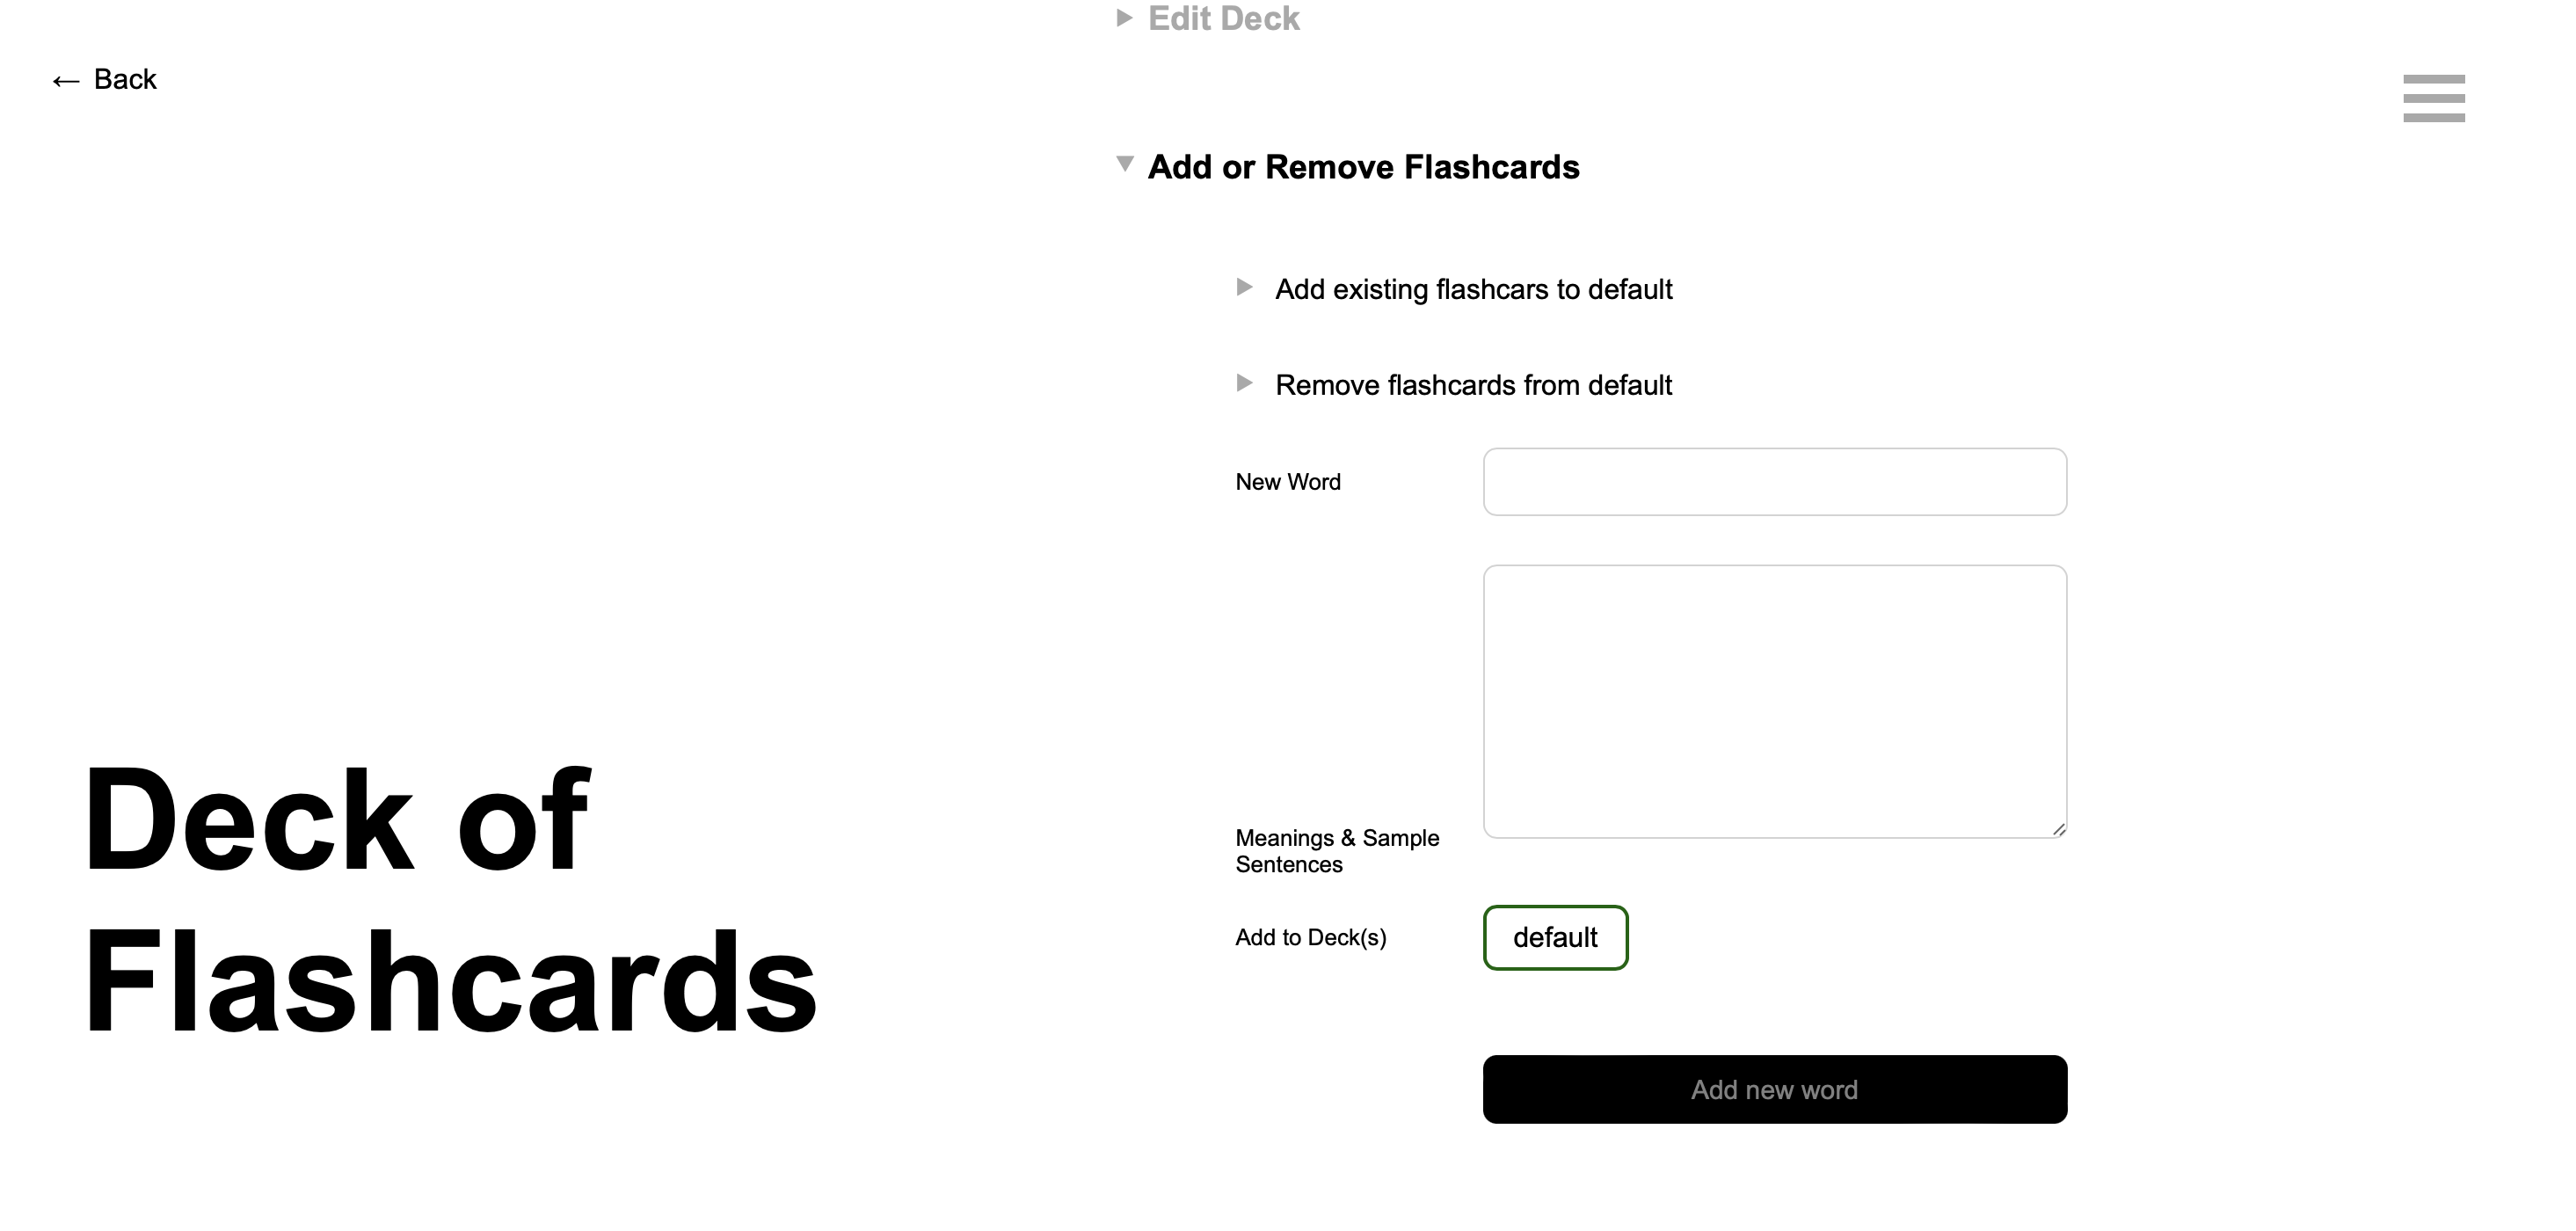 Edit Deck
← Back
Add or Remove Flashcards
Add existing flashcars to default
Remove flashcards from default
New Word
Meanings & Sample
Sentences
Add to Deck(s)
default
Add new word
Deck of
Flashcards